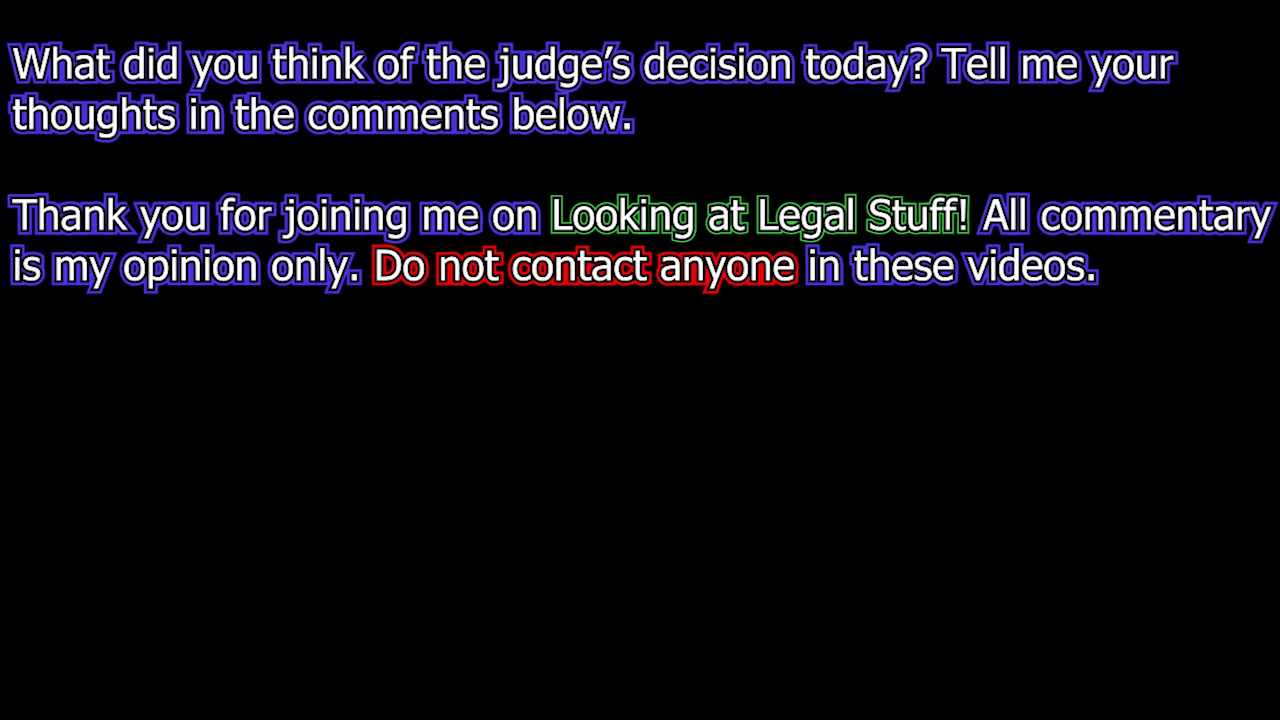 What did you think of the judge’s decision today? Tell me your
thoughts in the comments below.
Thank you for joining me on Looking at Legal Stuff! All commentary
is my opinion only. Do not contact anyone in these videos.